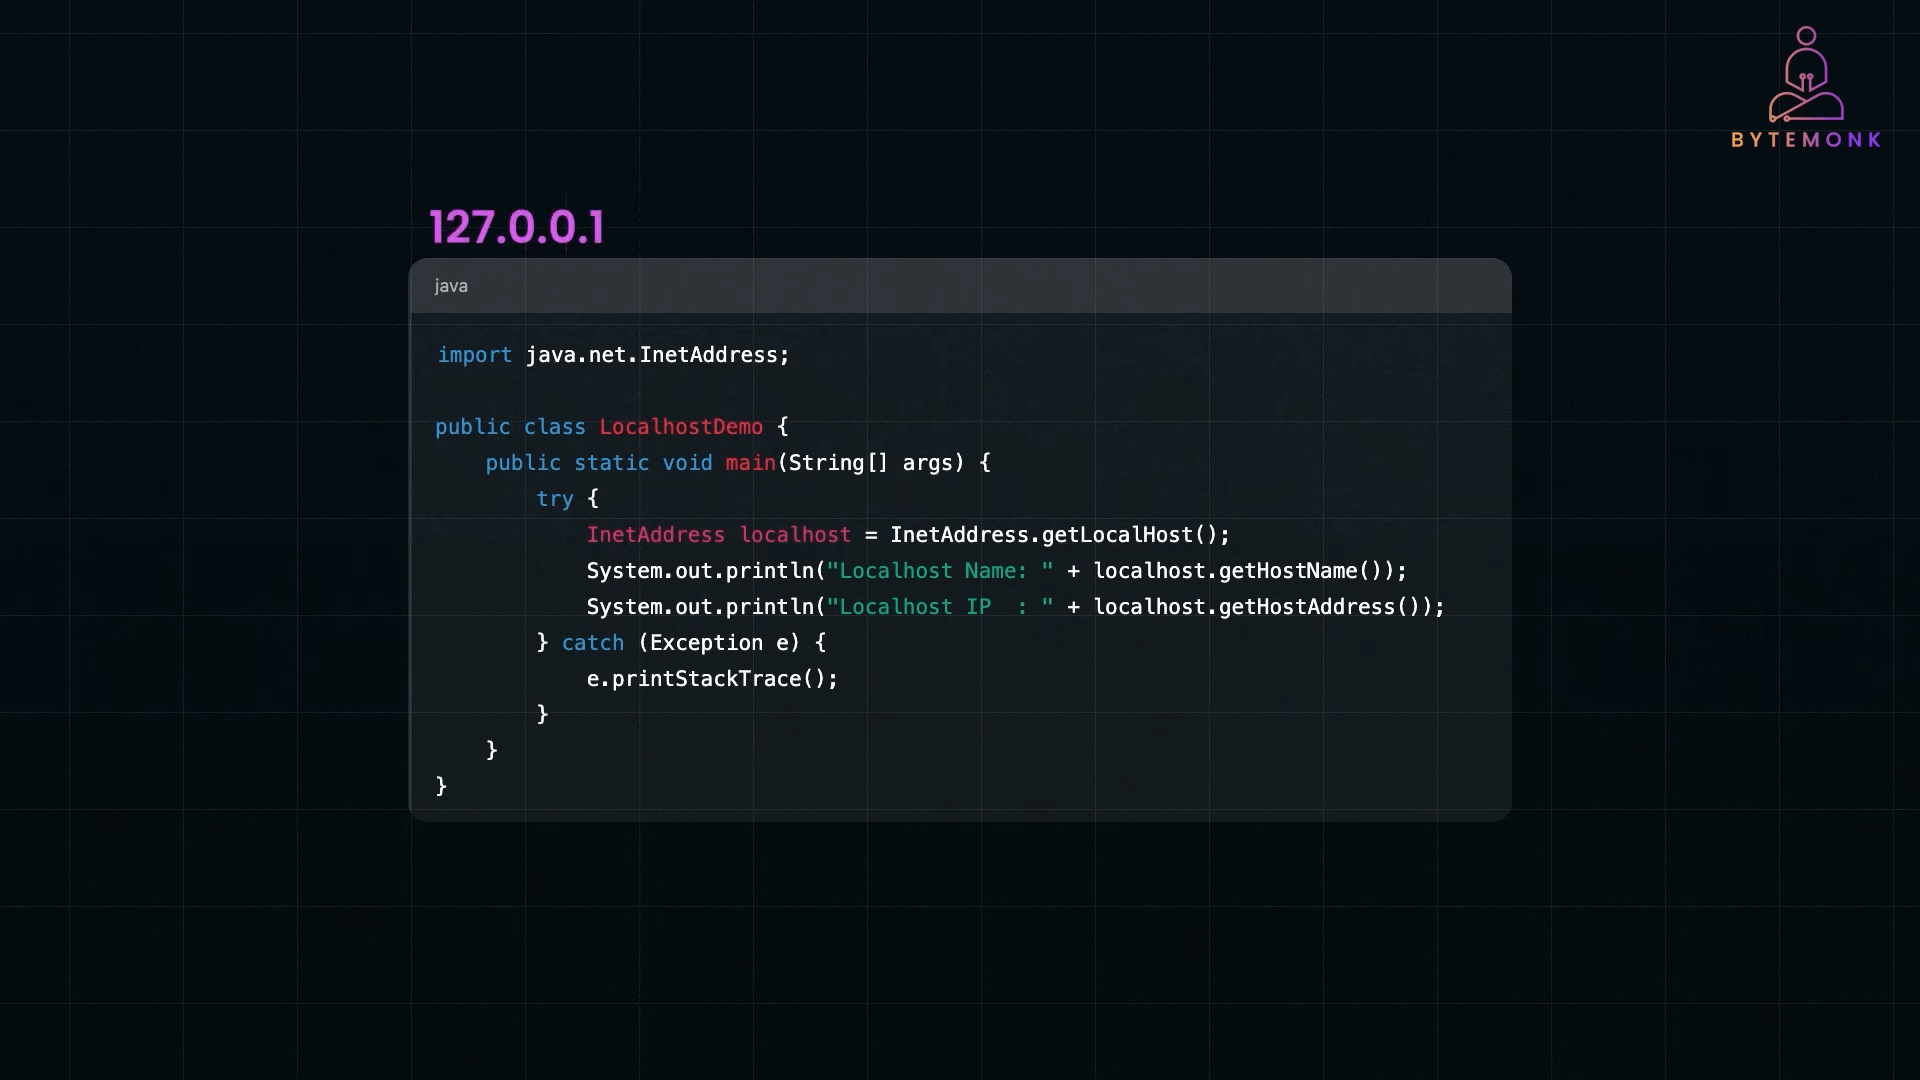 BYTEMONK
127.0.0.1
java
import java.net.InetAddress;
public class LocalhostDemo {
    public static void main(String[] args) {
        try {
            InetAddress localhost = InetAddress.getLocalHost();
            System.out.println("Localhost Name: " + localhost.getHostName());
            System.out.println("Localhost IP  : " + localhost.getHostAddress());
        } catch (Exception e) {
            e.printStackTrace();
        }
    }
}